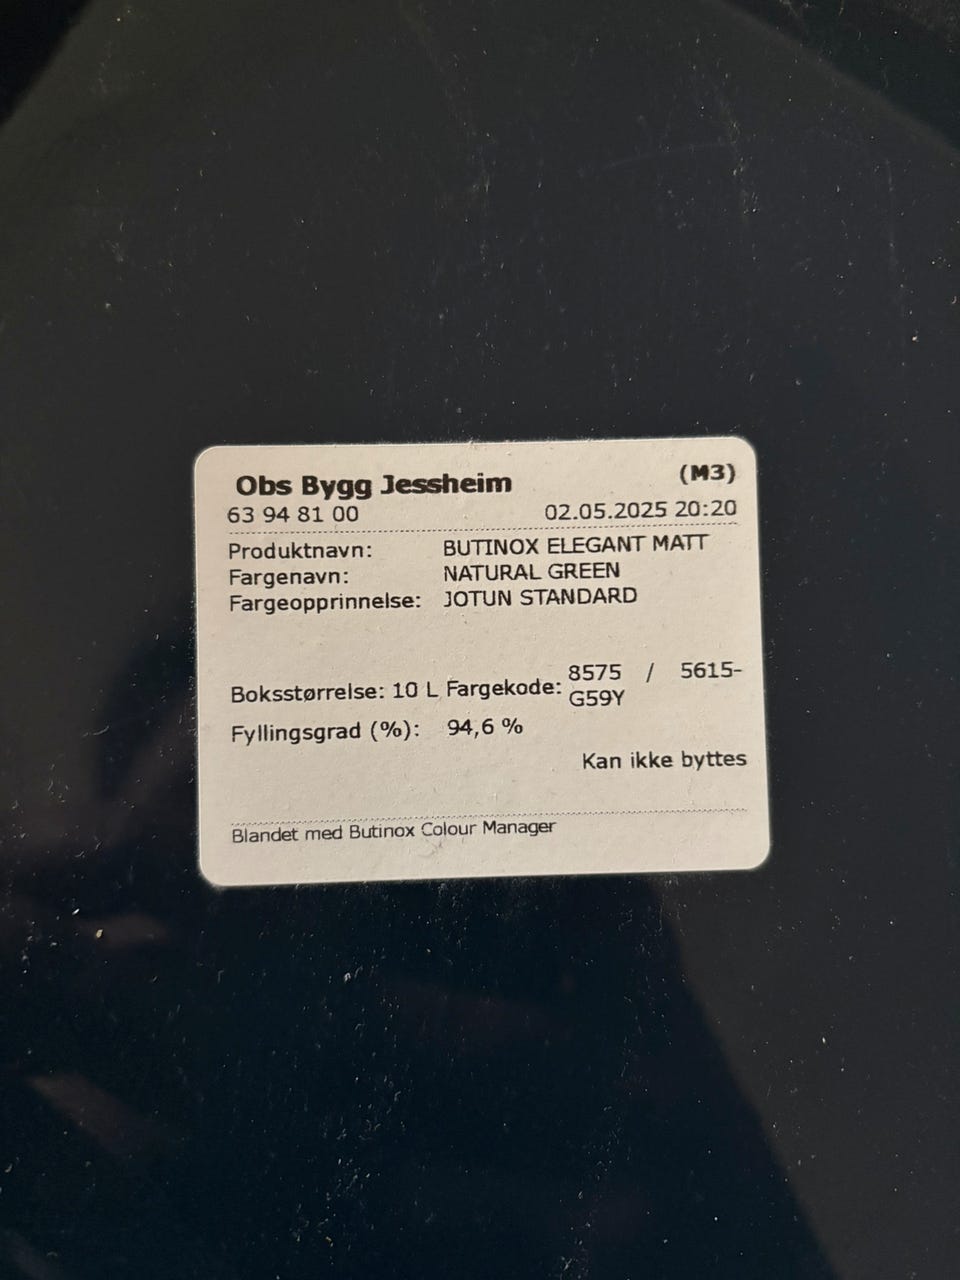 Obs Bygg Jessheim (M3)
63 94 81 00 02.05.2025 20:20
Produktnavn: BUTINOX ELEGANT MATT
Fargenavn: NATURAL GREEN
Fargeopprinnelse: JOTUN STANDARD
Boksstørrelse: 10 L Fargekode: 8575 / 5615-
G59Y
Fyllingsgrad (%): 94,6 %
Kan ikke byttes
Blandet med Butinox Colour Manager